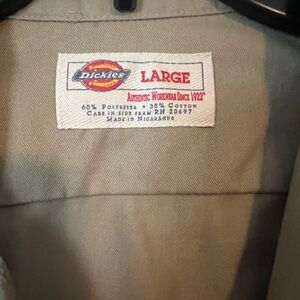 Dickies
LARGE
Authentic Workwear Since 1922
65% Polyester • 35% Cotton
Care in side seam RN 20697
Made in Nicaragua